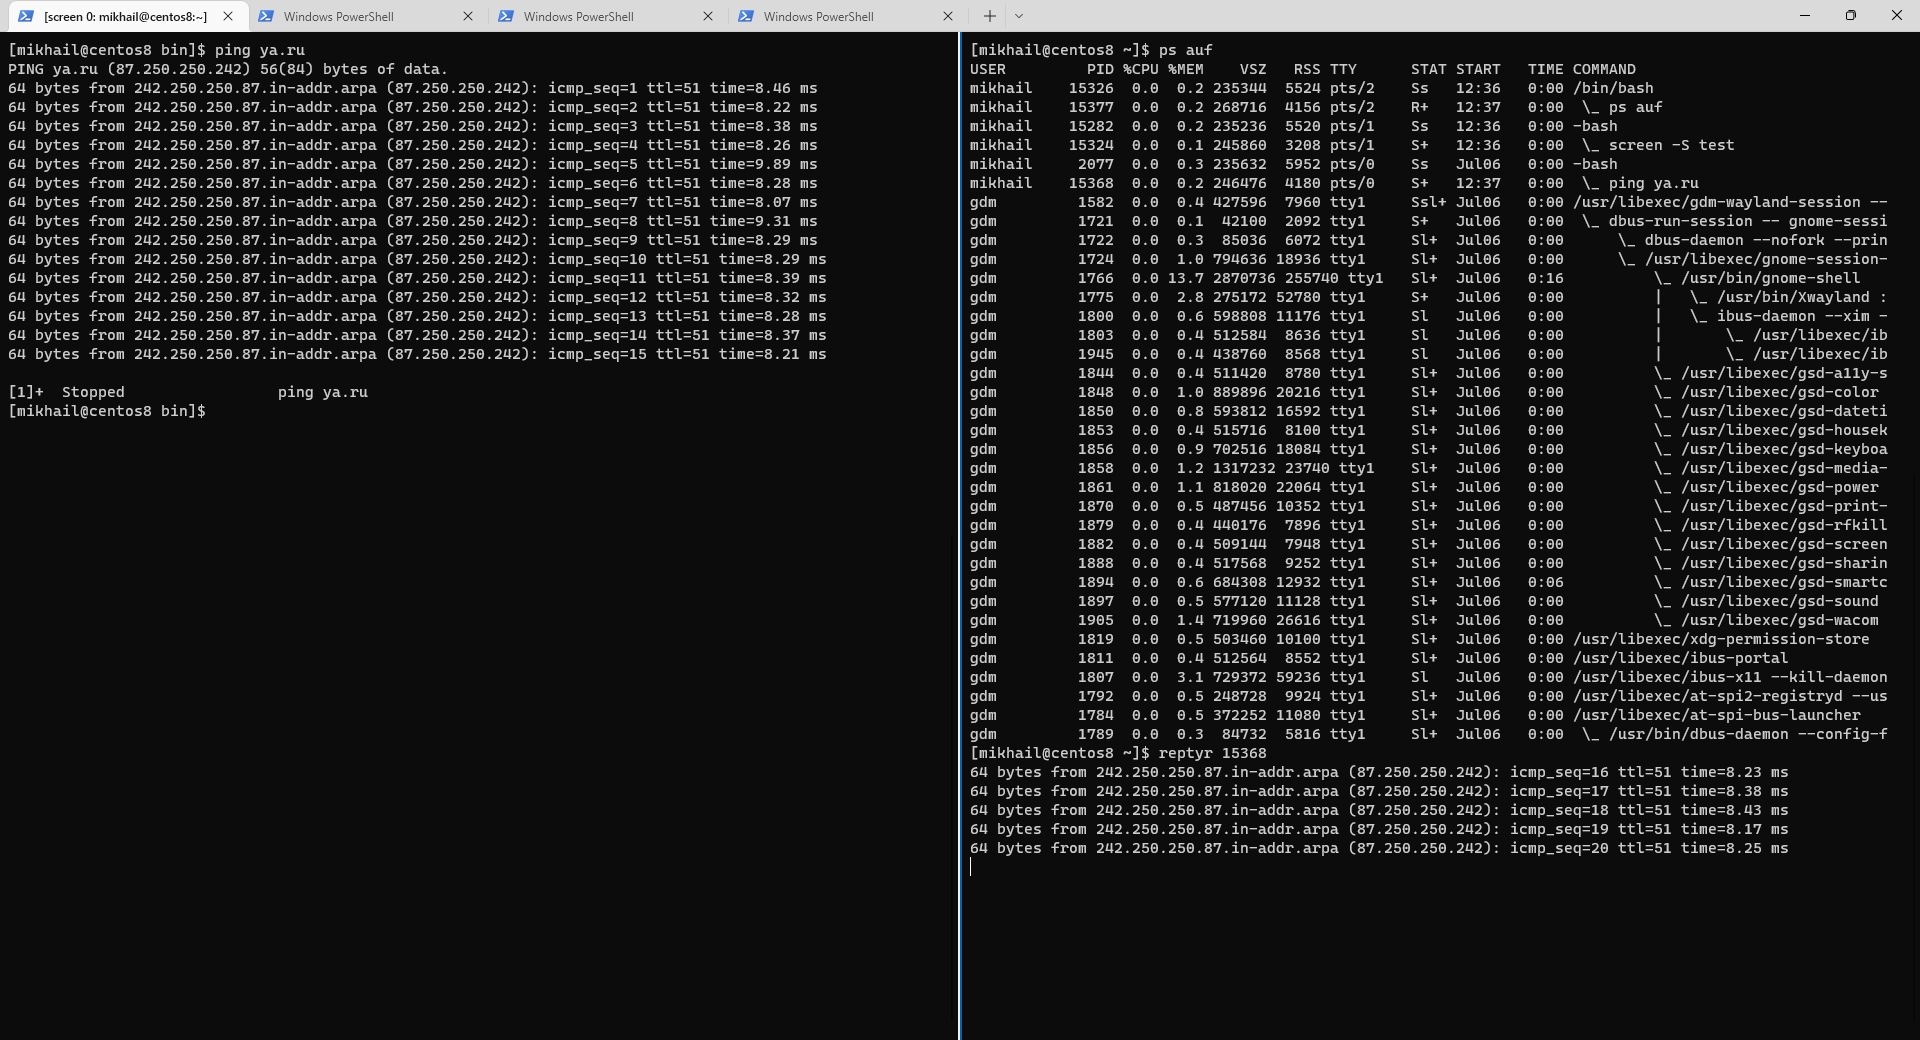 [screen 0: mikhail@centos8:~]
Windows PowerShell
Windows PowerShell
Windows PowerShell
[mikhail@centos8 bin]$ ping ya.ru
PING ya.ru (87.250.250.242) 56(84) bytes of data.
64 bytes from 242.250.250.87.in-addr.arpa (87.250.250.242): icmp_seq=1 ttl=51 time=8.46 ms
64 bytes from 242.250.250.87.in-addr.arpa (87.250.250.242): icmp_seq=2 ttl=51 time=8.22 ms
64 bytes from 242.250.250.87.in-addr.arpa (87.250.250.242): icmp_seq=3 ttl=51 time=8.38 ms
64 bytes from 242.250.250.87.in-addr.arpa (87.250.250.242): icmp_seq=4 ttl=51 time=8.26 ms
64 bytes from 242.250.250.87.in-addr.arpa (87.250.250.242): icmp_seq=5 ttl=51 time=9.89 ms
64 bytes from 242.250.250.87.in-addr.arpa (87.250.250.242): icmp_seq=6 ttl=51 time=8.28 ms
64 bytes from 242.250.250.87.in-addr.arpa (87.250.250.242): icmp_seq=7 ttl=51 time=8.07 ms
64 bytes from 242.250.250.87.in-addr.arpa (87.250.250.242): icmp_seq=8 ttl=51 time=9.31 ms
64 bytes from 242.250.250.87.in-addr.arpa (87.250.250.242): icmp_seq=9 ttl=51 time=8.29 ms
64 bytes from 242.250.250.87.in-addr.arpa (87.250.250.242): icmp_seq=10 ttl=51 time=8.29 ms
64 bytes from 242.250.250.87.in-addr.arpa (87.250.250.242): icmp_seq=11 ttl=51 time=8.39 ms
64 bytes from 242.250.250.87.in-addr.arpa (87.250.250.242): icmp_seq=12 ttl=51 time=8.32 ms
64 bytes from 242.250.250.87.in-addr.arpa (87.250.250.242): icmp_seq=13 ttl=51 time=8.28 ms
64 bytes from 242.250.250.87.in-addr.arpa (87.250.250.242): icmp_seq=14 ttl=51 time=8.37 ms
64 bytes from 242.250.250.87.in-addr.arpa (87.250.250.242): icmp_seq=15 ttl=51 time=8.21 ms
[1]+  Stopped                 ping ya.ru
[mikhail@centos8 bin]$
[mikhail@centos8 ~]$ ps auf
USER         PID %CPU %MEM    VSZ   RSS TTY      STAT START   TIME COMMAND
mikhail    15326  0.0  0.2 235344  5524 pts/2    Ss   12:36   0:00 /bin/bash
mikhail    15377  0.0  0.2 268716  4156 pts/2    R+   12:37   0:00  \_ ps auf
mikhail    15282  0.0  0.2 235236  5520 pts/1    Ss   12:36   0:00 -bash
mikhail    15324  0.0  0.1 245860  3208 pts/1    S+   12:36   0:00  \_ screen -S test
mikhail     2077  0.0  0.3 235632  5952 pts/0    Ss   Jul06   0:00 -bash
mikhail    15368  0.0  0.2 246476  4180 pts/0    S+   12:37   0:00  \_ ping ya.ru
gdm         1582  0.0  0.4 427596  7960 tty1     Ssl+ Jul06   0:00 /usr/libexec/gdm-wayland-session --
gdm         1721  0.0  0.1  42100  2092 tty1     S+   Jul06   0:00  \_ dbus-run-session -- gnome-sessi
gdm         1722  0.0  0.3  85036  6072 tty1     Sl+  Jul06   0:00      \_ dbus-daemon --nofork --prin
gdm         1724  0.0  1.0 794636 18936 tty1     Sl+  Jul06   0:00      \_ /usr/libexec/gnome-session-
gdm         1766  0.0 13.7 2870736 255740 tty1   Sl+  Jul06   0:16          \_ /usr/bin/gnome-shell
gdm         1775  0.0  2.8 275172 52780 tty1     S+   Jul06   0:00          |   \_ /usr/bin/Xwayland :
gdm         1800  0.0  0.6 598808 11176 tty1     Sl   Jul06   0:00          |   \_ ibus-daemon --xim -
gdm         1803  0.0  0.4 512584  8636 tty1     Sl   Jul06   0:00          |       \_ /usr/libexec/ib
gdm         1945  0.0  0.4 438760  8568 tty1     Sl   Jul06   0:00          |       \_ /usr/libexec/ib
gdm         1844  0.0  0.4 511420  8780 tty1     Sl+  Jul06   0:00          \_ /usr/libexec/gsd-a11y-s
gdm         1848  0.0  1.0 889896 20216 tty1     Sl+  Jul06   0:00          \_ /usr/libexec/gsd-color
gdm         1850  0.0  0.8 593812 16592 tty1     Sl+  Jul06   0:00          \_ /usr/libexec/gsd-dateti
gdm         1853  0.0  0.4 515716  8100 tty1     Sl+  Jul06   0:00          \_ /usr/libexec/gsd-housek
gdm         1856  0.0  0.9 702516 18084 tty1     Sl+  Jul06   0:00          \_ /usr/libexec/gsd-keyboa
gdm         1858  0.0  1.2 1317232 23740 tty1    Sl+  Jul06   0:00          \_ /usr/libexec/gsd-media-
gdm         1861  0.0  1.1 818020 22064 tty1     Sl+  Jul06   0:00          \_ /usr/libexec/gsd-power
gdm         1870  0.0  0.5 487456 10352 tty1     Sl+  Jul06   0:00          \_ /usr/libexec/gsd-print-
gdm         1879  0.0  0.4 440176  7896 tty1     Sl+  Jul06   0:00          \_ /usr/libexec/gsd-rfkill
gdm         1882  0.0  0.4 509144  7948 tty1     Sl+  Jul06   0:00          \_ /usr/libexec/gsd-screen
gdm         1888  0.0  0.4 517568  9252 tty1     Sl+  Jul06   0:00          \_ /usr/libexec/gsd-sharin
gdm         1894  0.0  0.6 684308 12932 tty1     Sl+  Jul06   0:06          \_ /usr/libexec/gsd-smartc
gdm         1897  0.0  0.5 577120 11128 tty1     Sl+  Jul06   0:00          \_ /usr/libexec/gsd-sound
gdm         1905  0.0  1.4 719960 26616 tty1     Sl+  Jul06   0:00          \_ /usr/libexec/gsd-wacom
gdm         1819  0.0  0.5 503460 10100 tty1     Sl+  Jul06   0:00 /usr/libexec/xdg-permission-store
gdm         1811  0.0  0.4 512564  8552 tty1     Sl+  Jul06   0:00 /usr/libexec/ibus-portal
gdm         1807  0.0  3.1 729372 59236 tty1     Sl   Jul06   0:00 /usr/libexec/ibus-x11 --kill-daemon
gdm         1792  0.0  0.5 248728  9924 tty1     Sl+  Jul06   0:00 /usr/libexec/at-spi2-registryd --us
gdm         1784  0.0  0.5 372252 11080 tty1     Sl+  Jul06   0:00 /usr/libexec/at-spi-bus-launcher
gdm         1789  0.0  0.3  84732  5816 tty1     Sl+  Jul06   0:00  \_ /usr/bin/dbus-daemon --config-f
[mikhail@centos8 ~]$ reptyr 15368
64 bytes from 242.250.250.87.in-addr.arpa (87.250.250.242): icmp_seq=16 ttl=51 time=8.23 ms
64 bytes from 242.250.250.87.in-addr.arpa (87.250.250.242): icmp_seq=17 ttl=51 time=8.38 ms
64 bytes from 242.250.250.87.in-addr.arpa (87.250.250.242): icmp_seq=18 ttl=51 time=8.43 ms
64 bytes from 242.250.250.87.in-addr.arpa (87.250.250.242): icmp_seq=19 ttl=51 time=8.17 ms
64 bytes from 242.250.250.87.in-addr.arpa (87.250.250.242): icmp_seq=20 ttl=51 time=8.25 ms